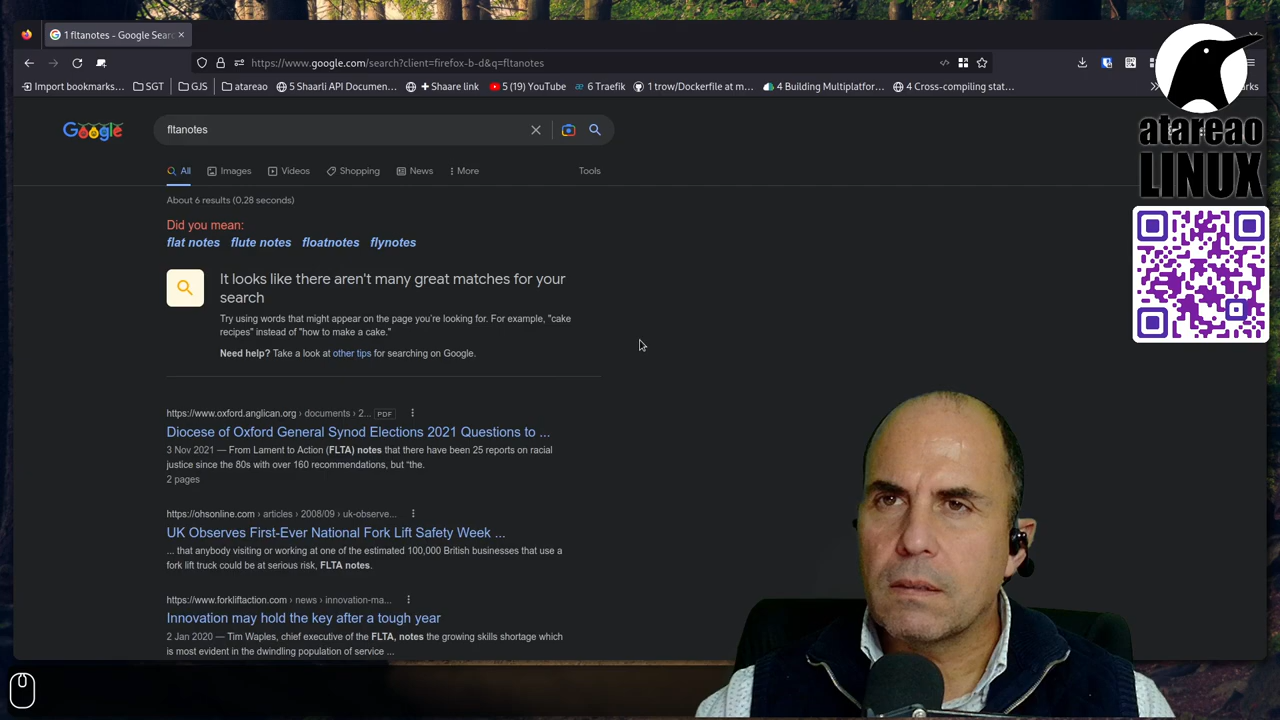 1 fltanotes - Google Sear
https://www.google.com/search?client=firefox-b-d&q=fltanotes
Import bookmarks...
SGT
GJS
atareao
5 Shaarli API Documen...
Shaare link
5 (19) YouTube
6 Traefik
1 trow/Dockerfile at m...
4 Building Multiplatfor...
4 Cross-compiling stat...
atareao
LINUX
Google
fltanotes
All
Images
Videos
Shopping
News
More
Tools
About 6 results (0.28 seconds)
Did you mean:
flat notes flute notes floatnotes flynotes
It looks like there aren't many great matches for your
search
Try using words that might appear on the page you're looking for. For example, "cake
recipes" instead of "how to make a cake."
Need help? Take a look at other tips for searching on Google.
https://www.oxford.anglican.org › documents › 2... PDF
Diocese of Oxford General Synod Elections 2021 Questions to ...
3 Nov 2021 — From Lament to Action (FLTA) notes that there have been 25 reports on racial
justice since the 80s with over 160 recommendations, but "the.
2 pages
https://ohsonline.com › articles › 2008/09 › uk-observe...
UK Observes First-Ever National Fork Lift Safety Week ...
... that anybody visiting or working at one of the estimated 100,000 British businesses that use a
fork lift truck could be at serious risk, FLTA notes.
https://www.forkliftaction.com › news › innovation-ma...
Innovation may hold the key after a tough year
2 Jan 2020 — Tim Waples, chief executive of the FLTA, notes the growing skills shortage which
is most evident in the dwindling population of service ...